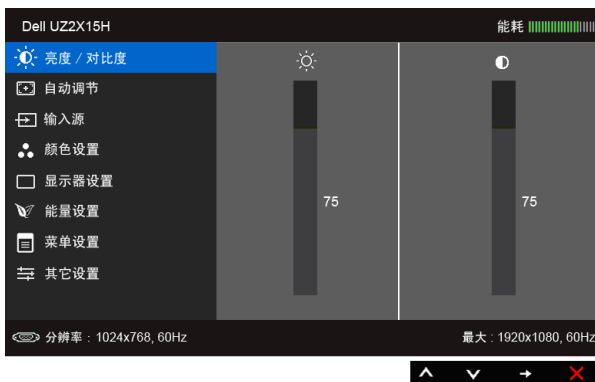 Dell UZ2X15H
能耗
亮度 / 对比度
自动调节
输入源
颜色设置
显示器设置
能量设置
菜单设置
其它设置
75
75
分辨率 : 1024x768, 60Hz
最大 : 1920x1080, 60Hz